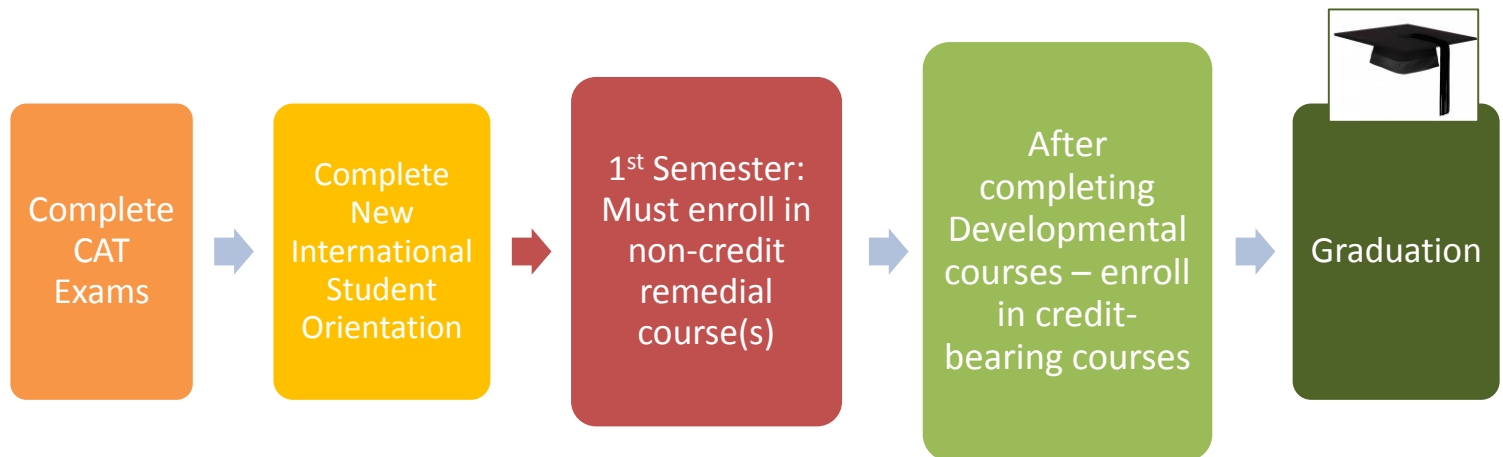 Complete
CAT
Exams
Complete
New
International
Student
Orientation
1st Semester:
Must enroll in
non-credit
remedial
course(s)
After
completing
Developmental
courses – enroll
in credit-
bearing courses
Graduation